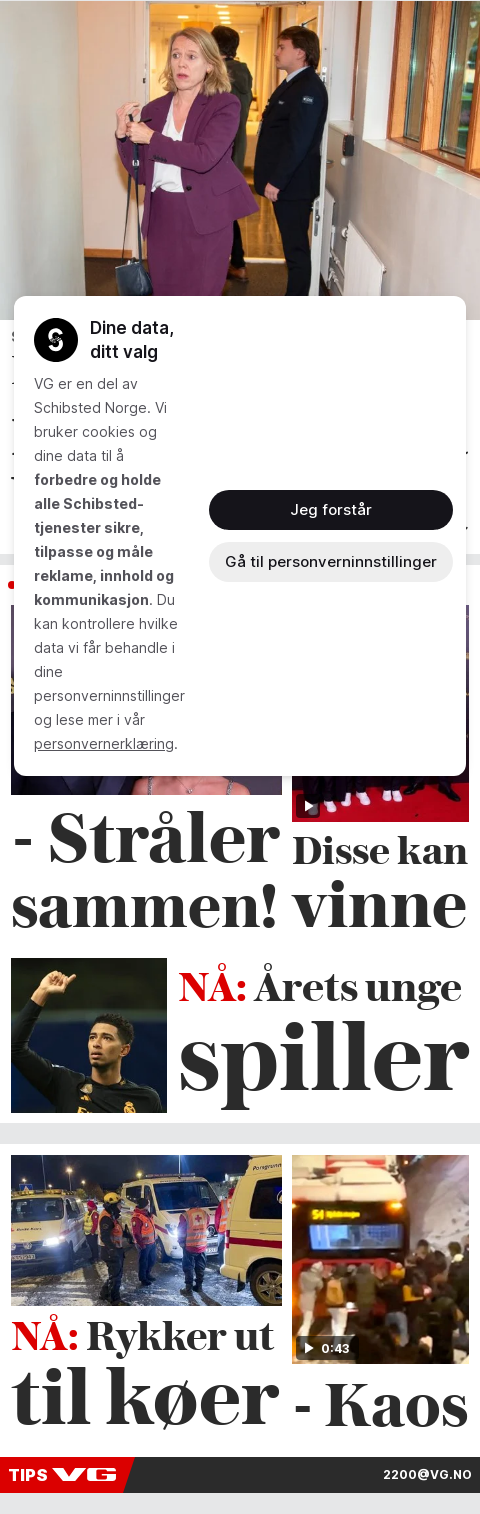 Dine data,
ditt valg
VG er en del av
Schibsted Norge. Vi
bruker cookies og
dine data til å
forbedre og holde
alle Schibsted-
tjenester sikre,
tilpasse og måle
reklame, innhold og
kommunikasjon. Du
kan kontrollere hvilke
data vi får behandle i
dine
personverninnstillinger
og lese mer i vår
personvernerklæring.
Jeg forstår
Gå til personverninnstillinger
- Stråler
sammen!
Disse kan
vinne
NÅ: Årets unge
spiller
NÅ: Rykker ut
til køer
54
0:43
- Kaos
TIPS VG
2200@VG.NO